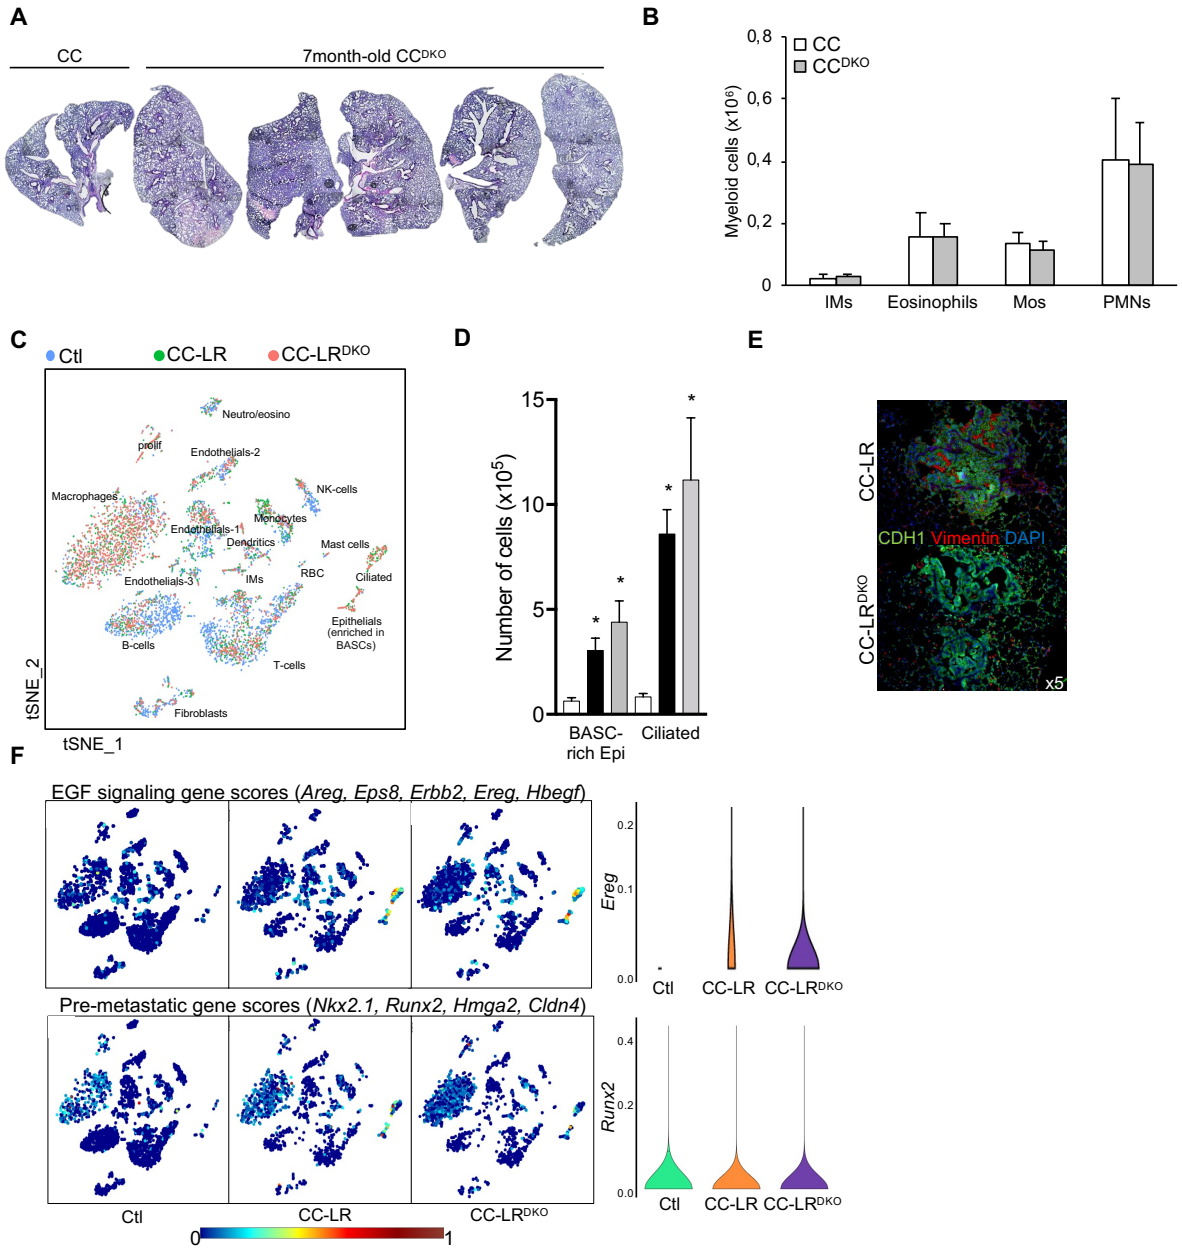 A
CC
7month-old CC^DKO
B
Myeloid cells (x10⁶)
0,8
0,6
0,4
0,2
0
CC
CC^DKO
IMs
Eosinophils
Mos
PMNs
C
Ctl
CC-LR
CC-LR^DKO
Neutro/eosino
prolif
Endothelials-2
Macrophages
NK-cells
Endothelials-1
Monocytes
Dendritics
Mast cells
Endothelials-3
IMs
RBC
Ciliated
Epithelials
(enriched in
BASCs)
B-cells
T-cells
Fibroblasts
tSNE_2
tSNE_1
D
Number of cells (x10⁵)
15
10
5
0
*
*
*
*
BASC-
rich Epi
Ciliated
E
CC-LR
CDH1 Vimentin DAPI
CC-LR^DKO
x5
F
EGF signaling gene scores (Areg, Eps8, Erbb2, Ereg, Hbegf)
Ereg
0.2
0.1
0.0
Ctl
CC-LR
CC-LR^DKO
Pre-metastatic gene scores (Nkx2.1, Runx2, Hmga2, Cldn4)
Runx2
0.4
0.2
0.0
Ctl
CC-LR
CC-LR^DKO
Ctl
CC-LR
CC-LR^DKO
0
1